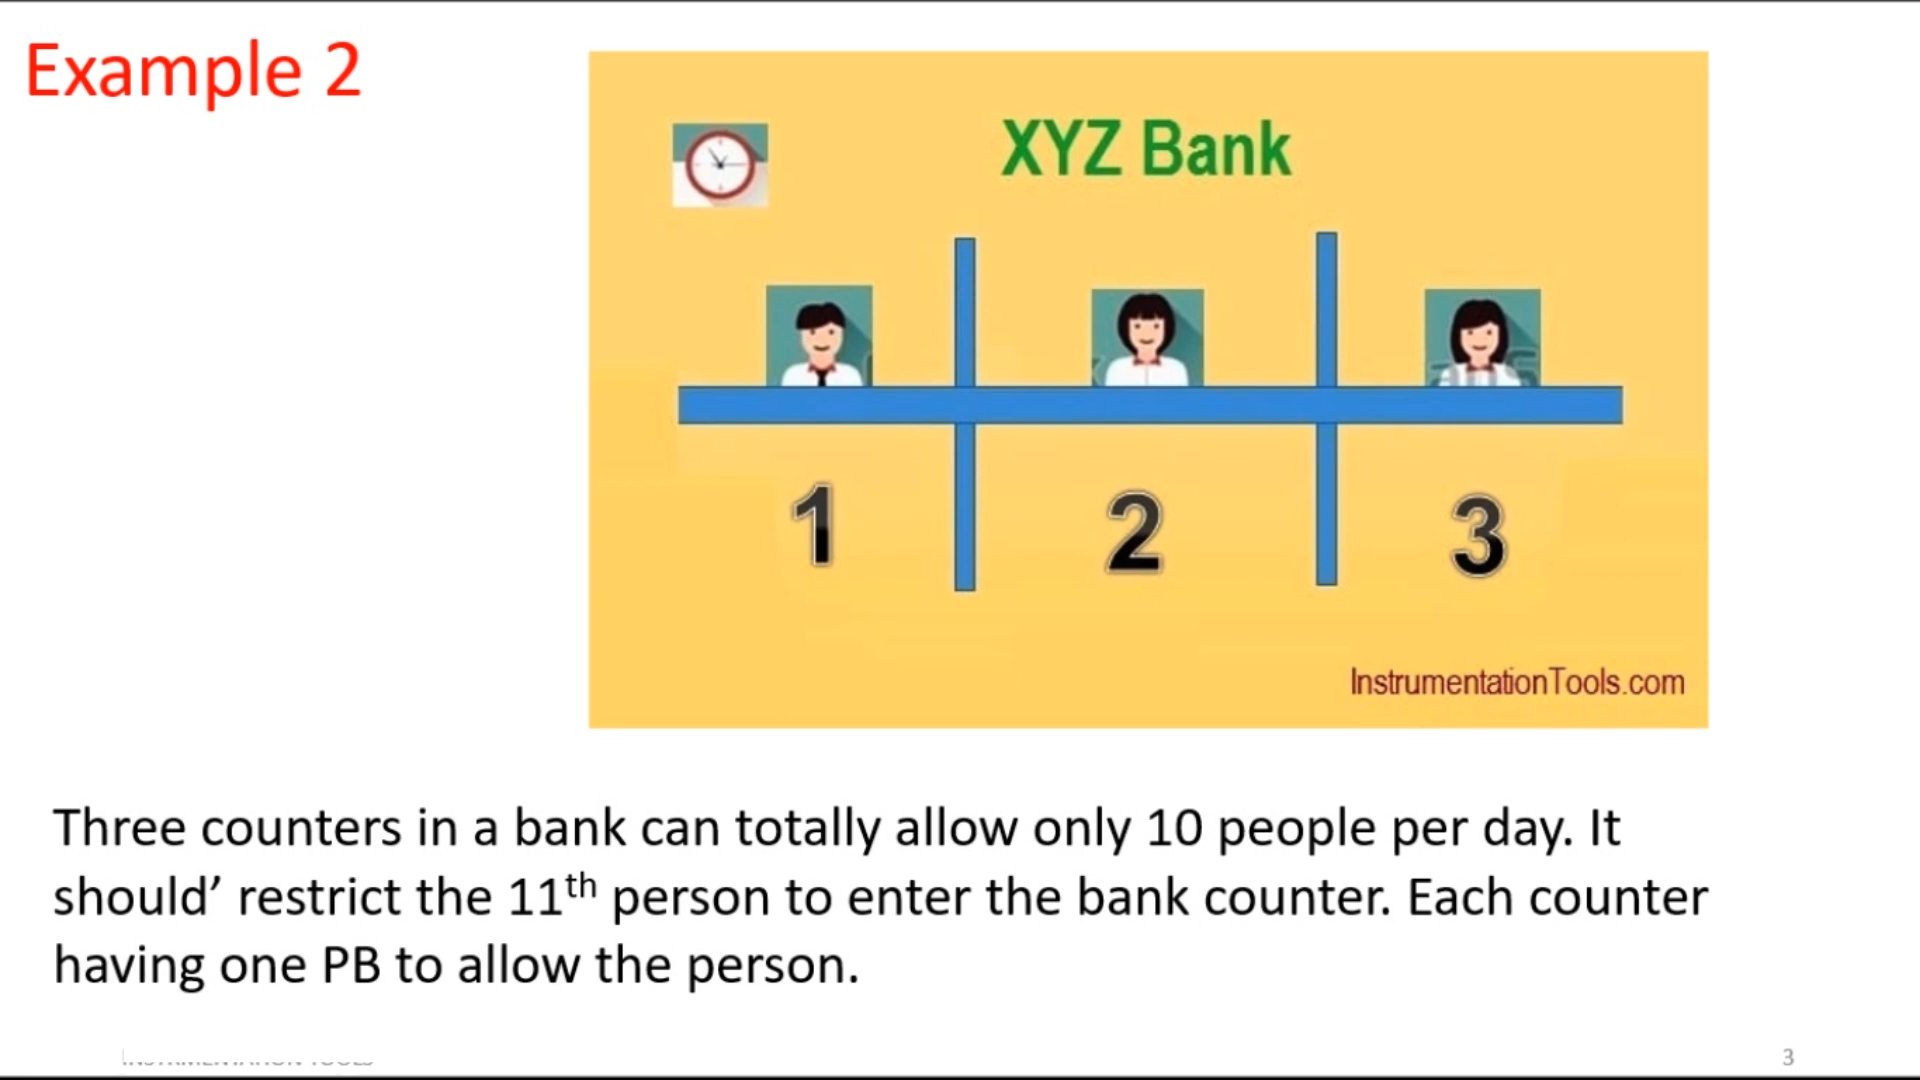 Example 2
XYZ Bank
1 2 3
InstrumentationTools.com
Three counters in a bank can totally allow only 10 people per day. It
should’ restrict the 11th person to enter the bank counter. Each counter
having one PB to allow the person.
3